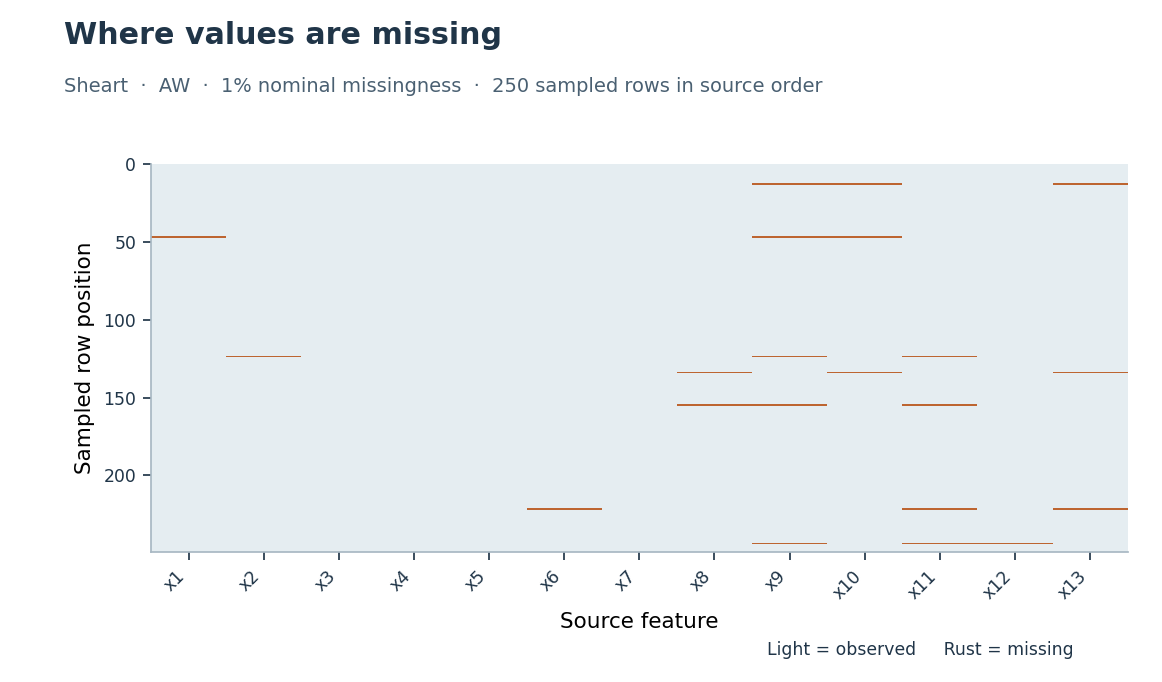 Where values are missing
Sheart · AW · 1% nominal missingness · 250 sampled rows in source order
0
50
100
150
200
Sampled row position
x1 x2 x3 x4 x5 x6 x7 x8 x9 x10 x11 x12 x13
Source feature
Light = observed Rust = missing